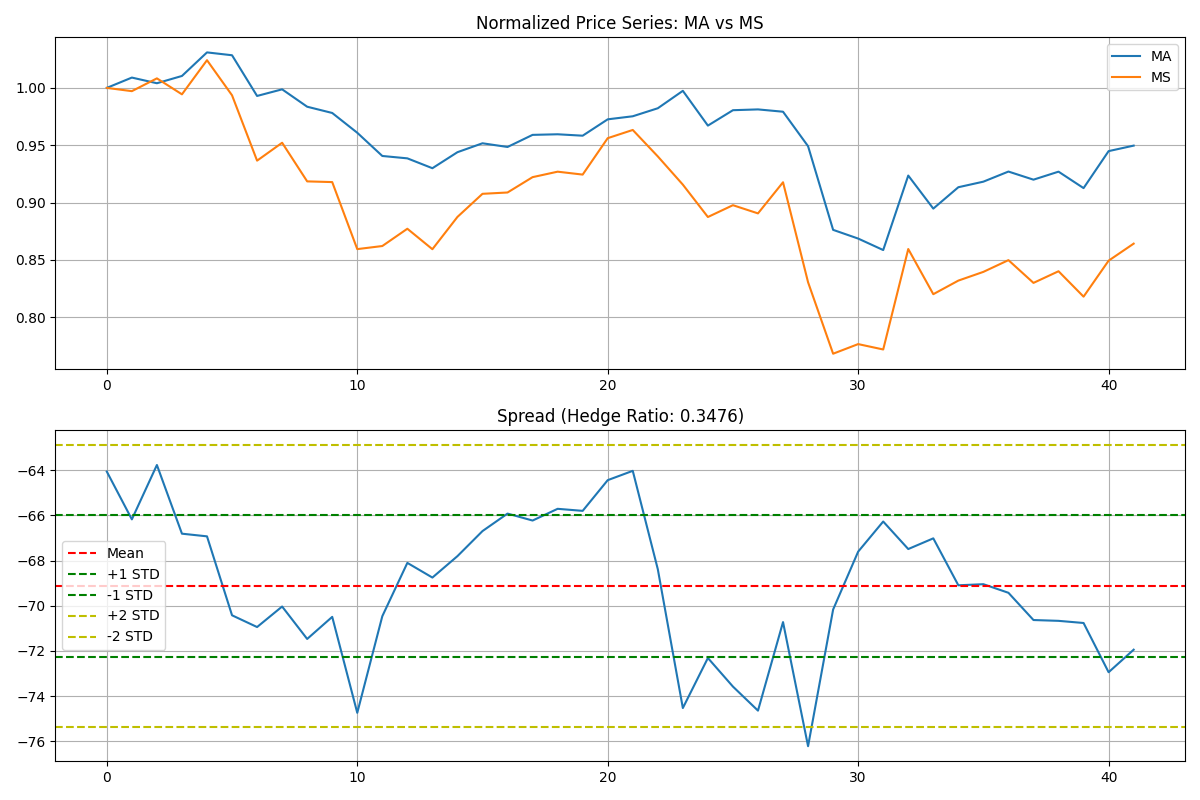 Normalized Price Series: MA vs MS
MA
MS
1.00
0.95
0.90
0.85
0.80
0 10 20 30 40
Spread (Hedge Ratio: 0.3476)
−64
−66
−68
−70
−72
−74
−76
Mean
+1 STD
-1 STD
+2 STD
-2 STD
0 10 20 30 40